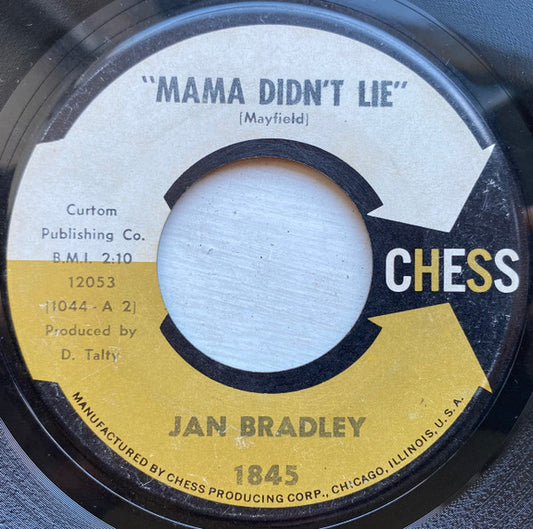 "MAMA DIDN'T LIE"
[Mayfield]
Curtom
Publishing Co.
B.M.I. 2:10
12053
[1044 - A 2]
Produced by
D. Talty
CHESS
JAN BRADLEY
1845
MANUFACTURED BY CHESS PRODUCING CORP., CHICAGO, ILLINOIS, U.S.A.